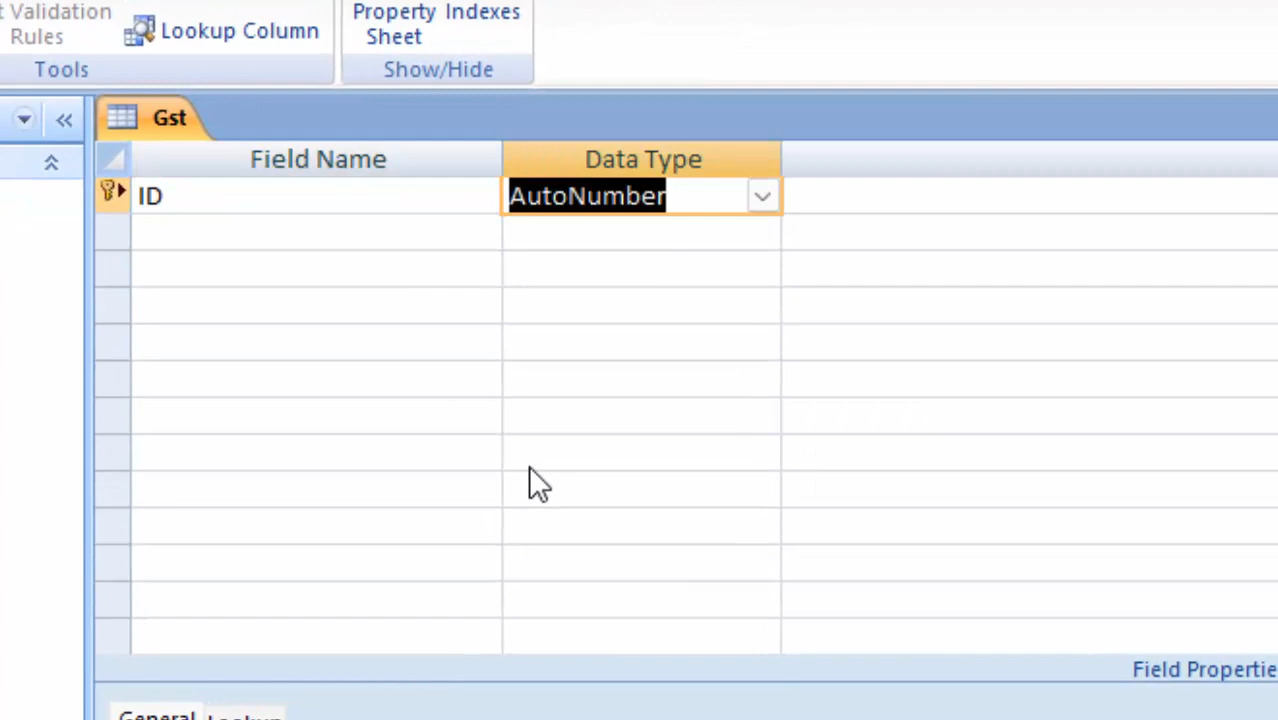 t Validation
Rules
Lookup Column
Property Indexes
Sheet
Tools
Show/Hide
Gst
Field Name Data Type
ID AutoNumber
Field Propertie
General Lookup